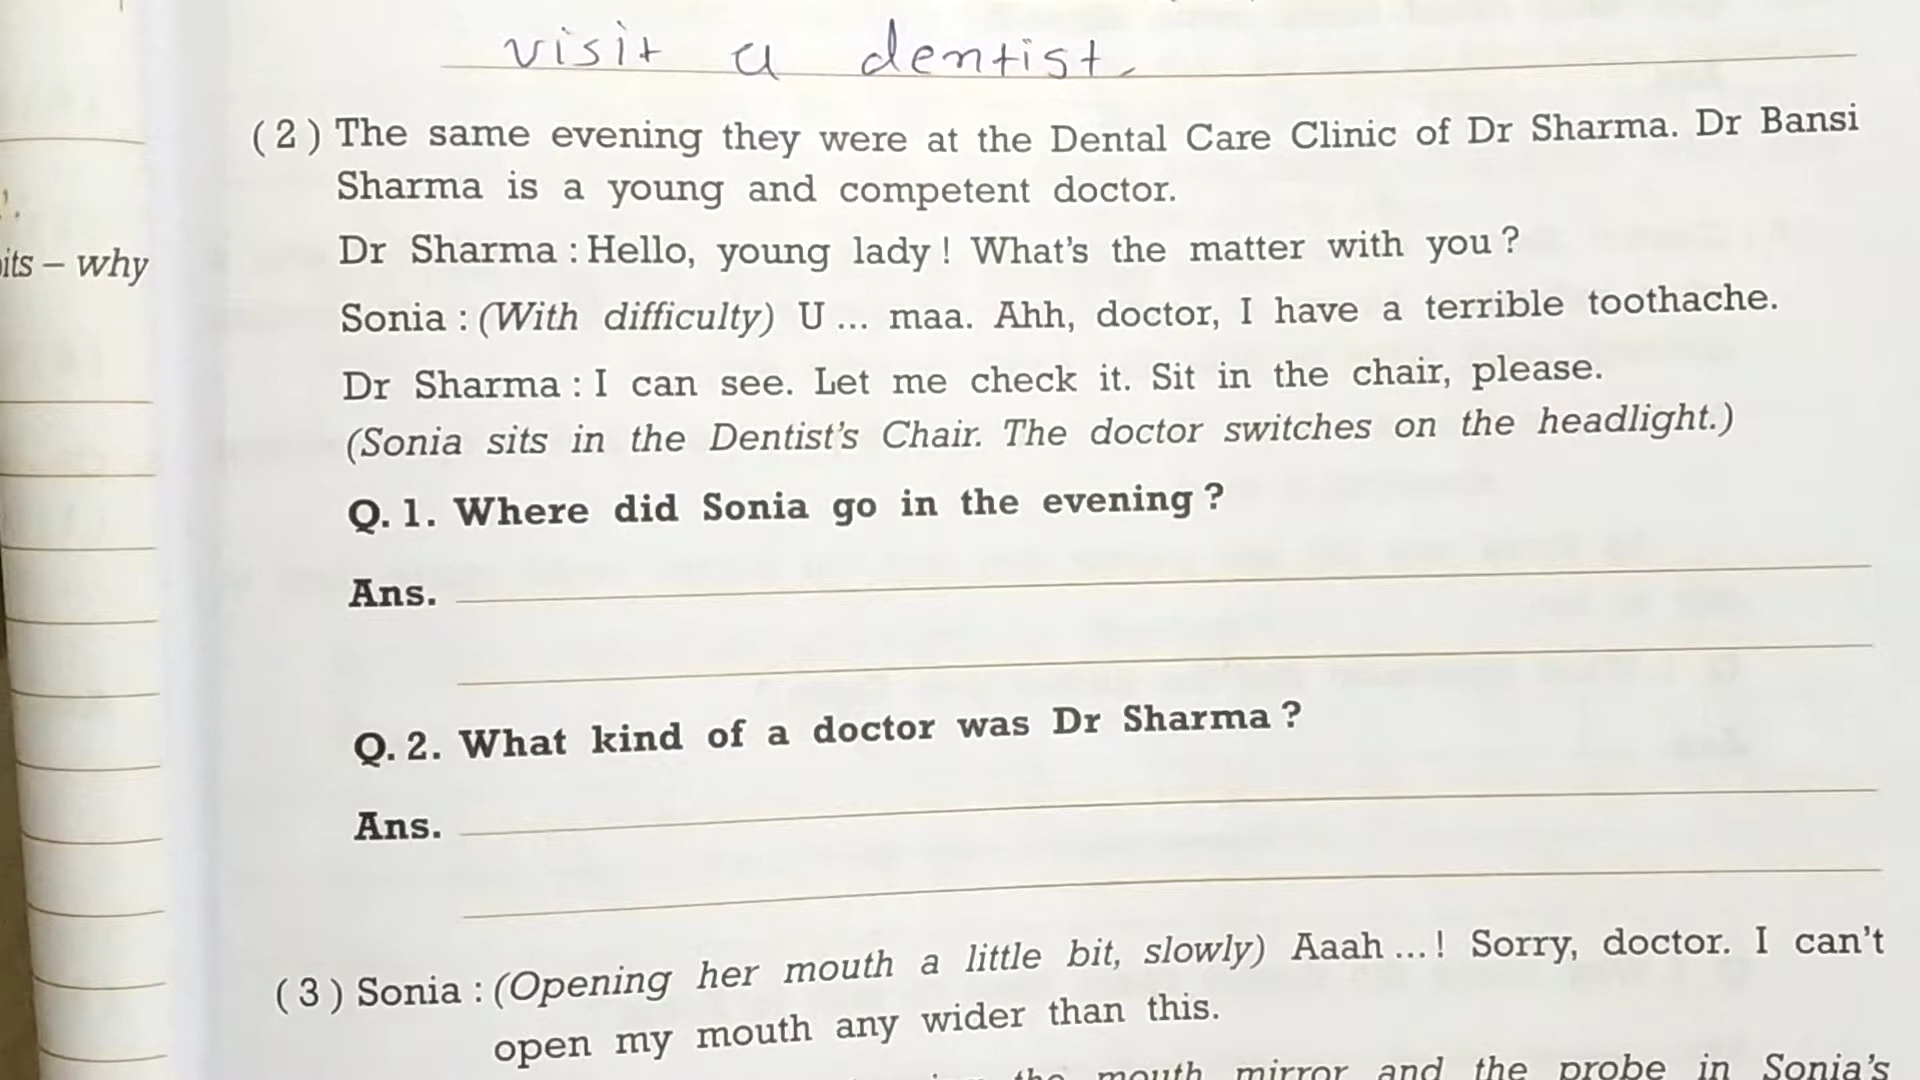 visit a dentist.
(2) The same evening they were at the Dental Care Clinic of Dr Sharma. Dr Bansi
Sharma is a young and competent doctor.
Dr Sharma : Hello, young lady ! What's the matter with you ?
its – why
Sonia : (With difficulty) U ... maa. Ahh, doctor, I have a terrible toothache.
Dr Sharma : I can see. Let me check it. Sit in the chair, please.
(Sonia sits in the Dentist's Chair. The doctor switches on the headlight.)
Q. 1. Where did Sonia go in the evening ?
Ans.
Q. 2. What kind of a doctor was Dr Sharma ?
Ans.
(3) Sonia : (Opening her mouth a little bit, slowly) Aaah ...! Sorry, doctor. I can't
open my mouth any wider than this.
the mouth mirror and the probe in Sonia's